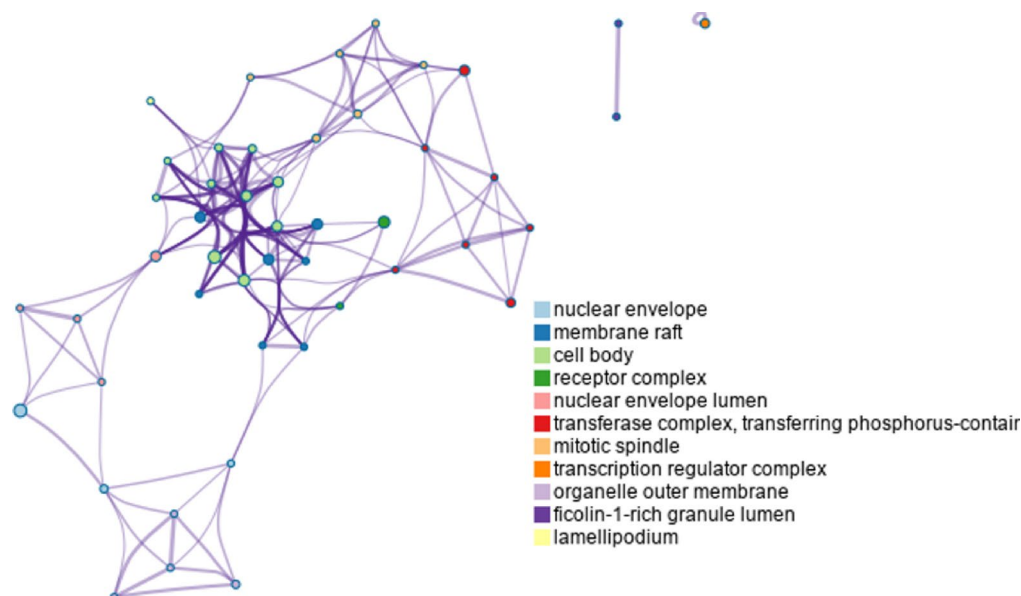 nuclear envelope
membrane raft
cell body
receptor complex
nuclear envelope lumen
transferase complex, transferring phosphorus-contain
mitotic spindle
transcription regulator complex
organelle outer membrane
ficolin-1-rich granule lumen
lamellipodium